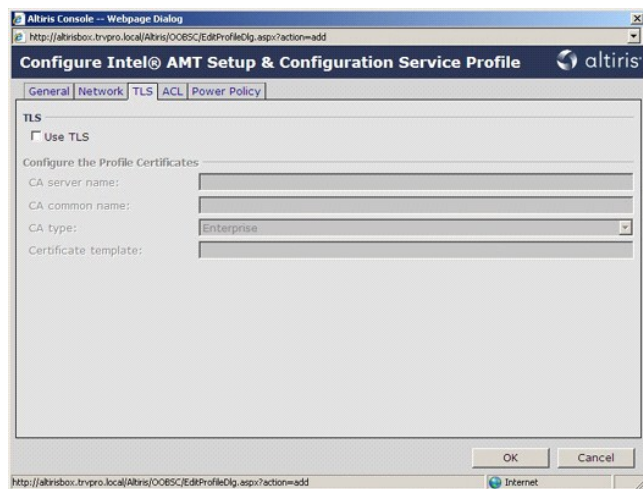 Altiris Console -- Webpage Dialog
http://altirisbox.trvpro.local/Altiris/OOBSC/EditProfileDlg.aspx?action=add
Configure Intel® AMT Setup & Configuration Service Profile altiris
General Network TLS ACL Power Policy
TLS
Use TLS
Configure the Profile Certificates
CA server name:
CA common name:
CA type: Enterprise
Certificate template:
OK Cancel
http://altirisbox.trvpro.local/Altiris/OOBSC/EditProfileDlg.aspx?action=add Internet